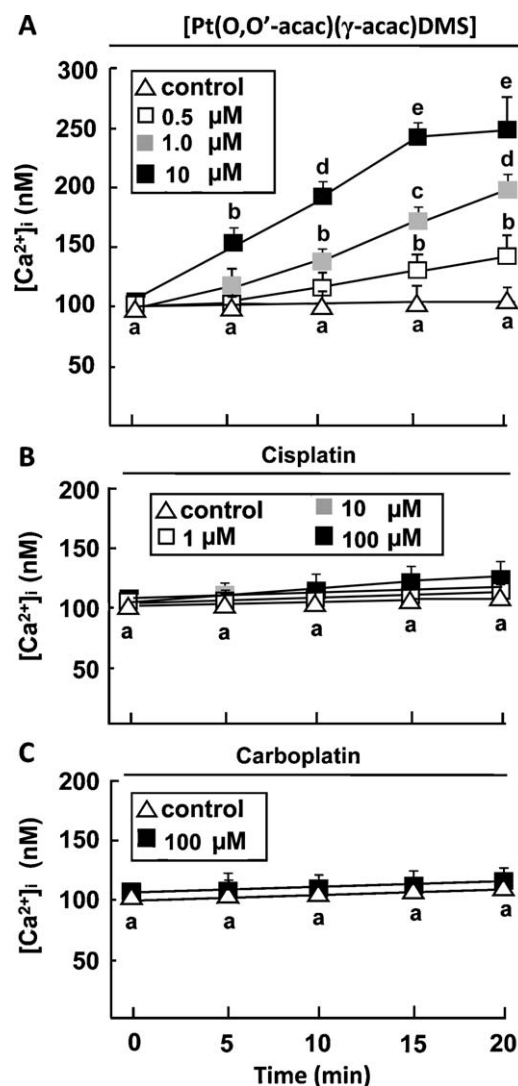 A
[Pt(O,O'-acac)(γ-acac)DMS]
300
250
200
150
100
50
[Ca²⁺]i (nM)
control
0.5 µM
1.0 µM
10 µM
b
d
e
e
b
c
d
b
b
a
a
a
a
a
B
Cisplatin
200
150
100
50
[Ca²⁺]i (nM)
control
1 µM
10 µM
100 µM
a
a
a
a
a
C
Carboplatin
200
150
100
50
[Ca²⁺]i (nM)
control
100 µM
a
a
a
a
a
0 5 10 15 20
Time (min)